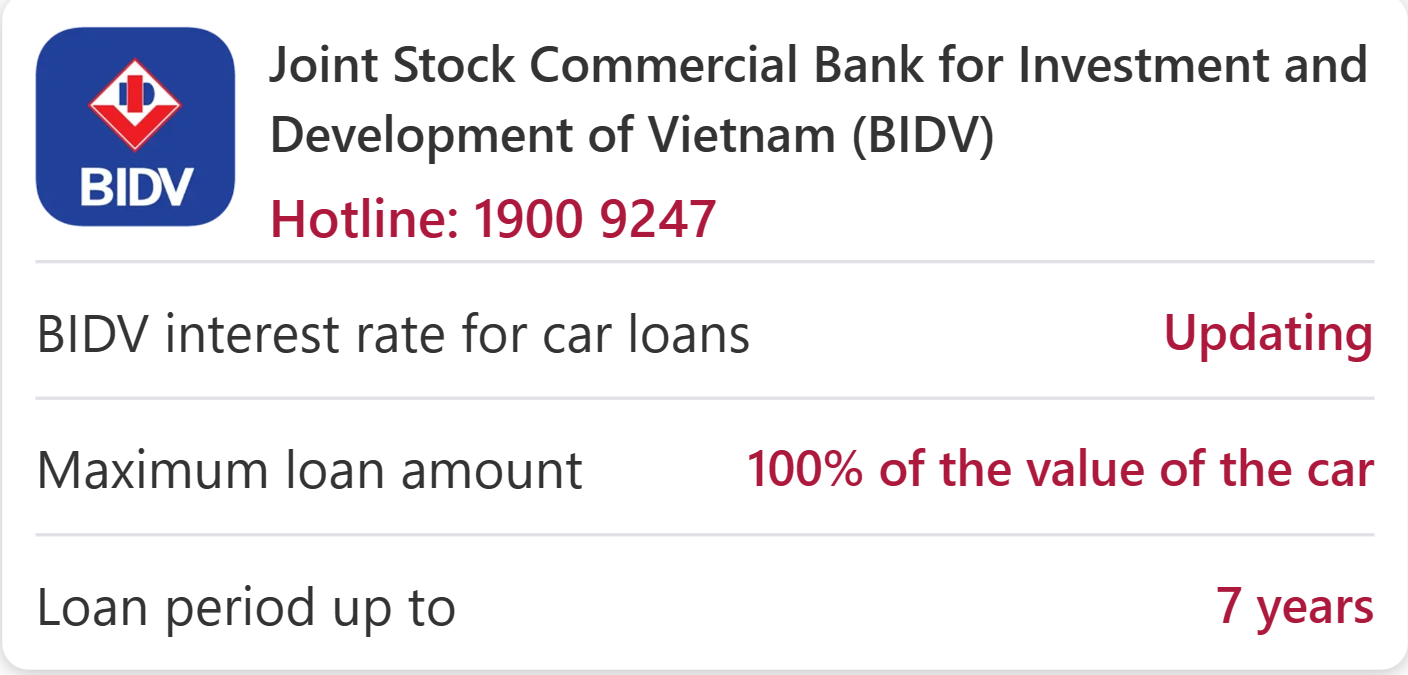 BIDV
Joint Stock Commercial Bank for Investment and
Development of Vietnam (BIDV)
Hotline: 1900 9247
BIDV interest rate for car loans Updating
Maximum loan amount 100% of the value of the car
Loan period up to 7 years